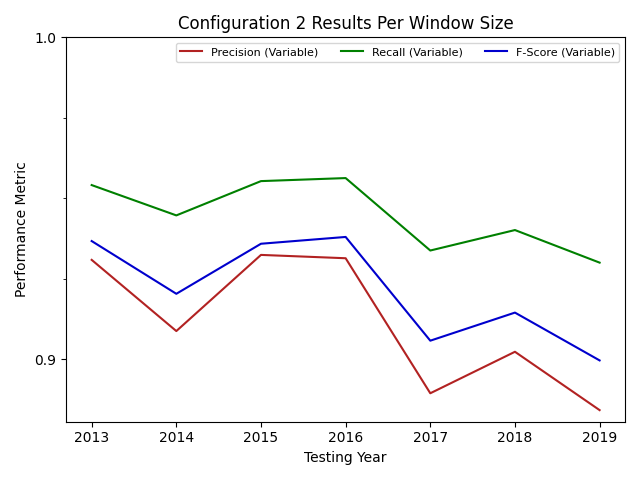 Configuration 2 Results Per Window Size
1.0
Precision (Variable) Recall (Variable) F-Score (Variable)
Performance Metric
0.9
2013 2014 2015 2016 2017 2018 2019
Testing Year